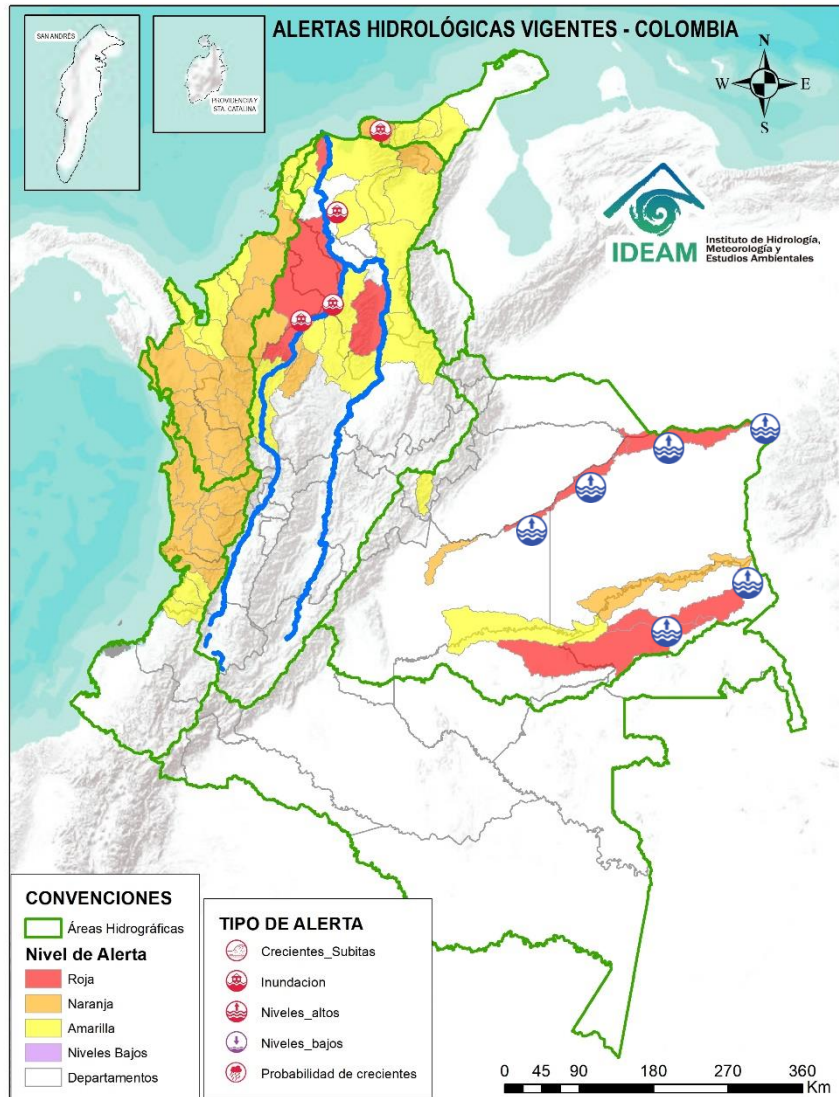 ALERTAS HIDROLÓGICAS VIGENTES - COLOMBIA
SAN ANDRÉS
PROVIDENCIA Y
STA. CATALINA
N
W
E
S
IDEAM
Instituto de Hidrología,
Meteorología y
Estudios Ambientales
CONVENCIONES
Áreas Hidrográficas
Nivel de Alerta
Roja
Naranja
Amarilla
Niveles Bajos
Departamentos
TIPO DE ALERTA
Crecientes_Subitas
Inundacion
Niveles_altos
Niveles_bajos
Probabilidad de crecientes
0 45 90 180 270 360
Km